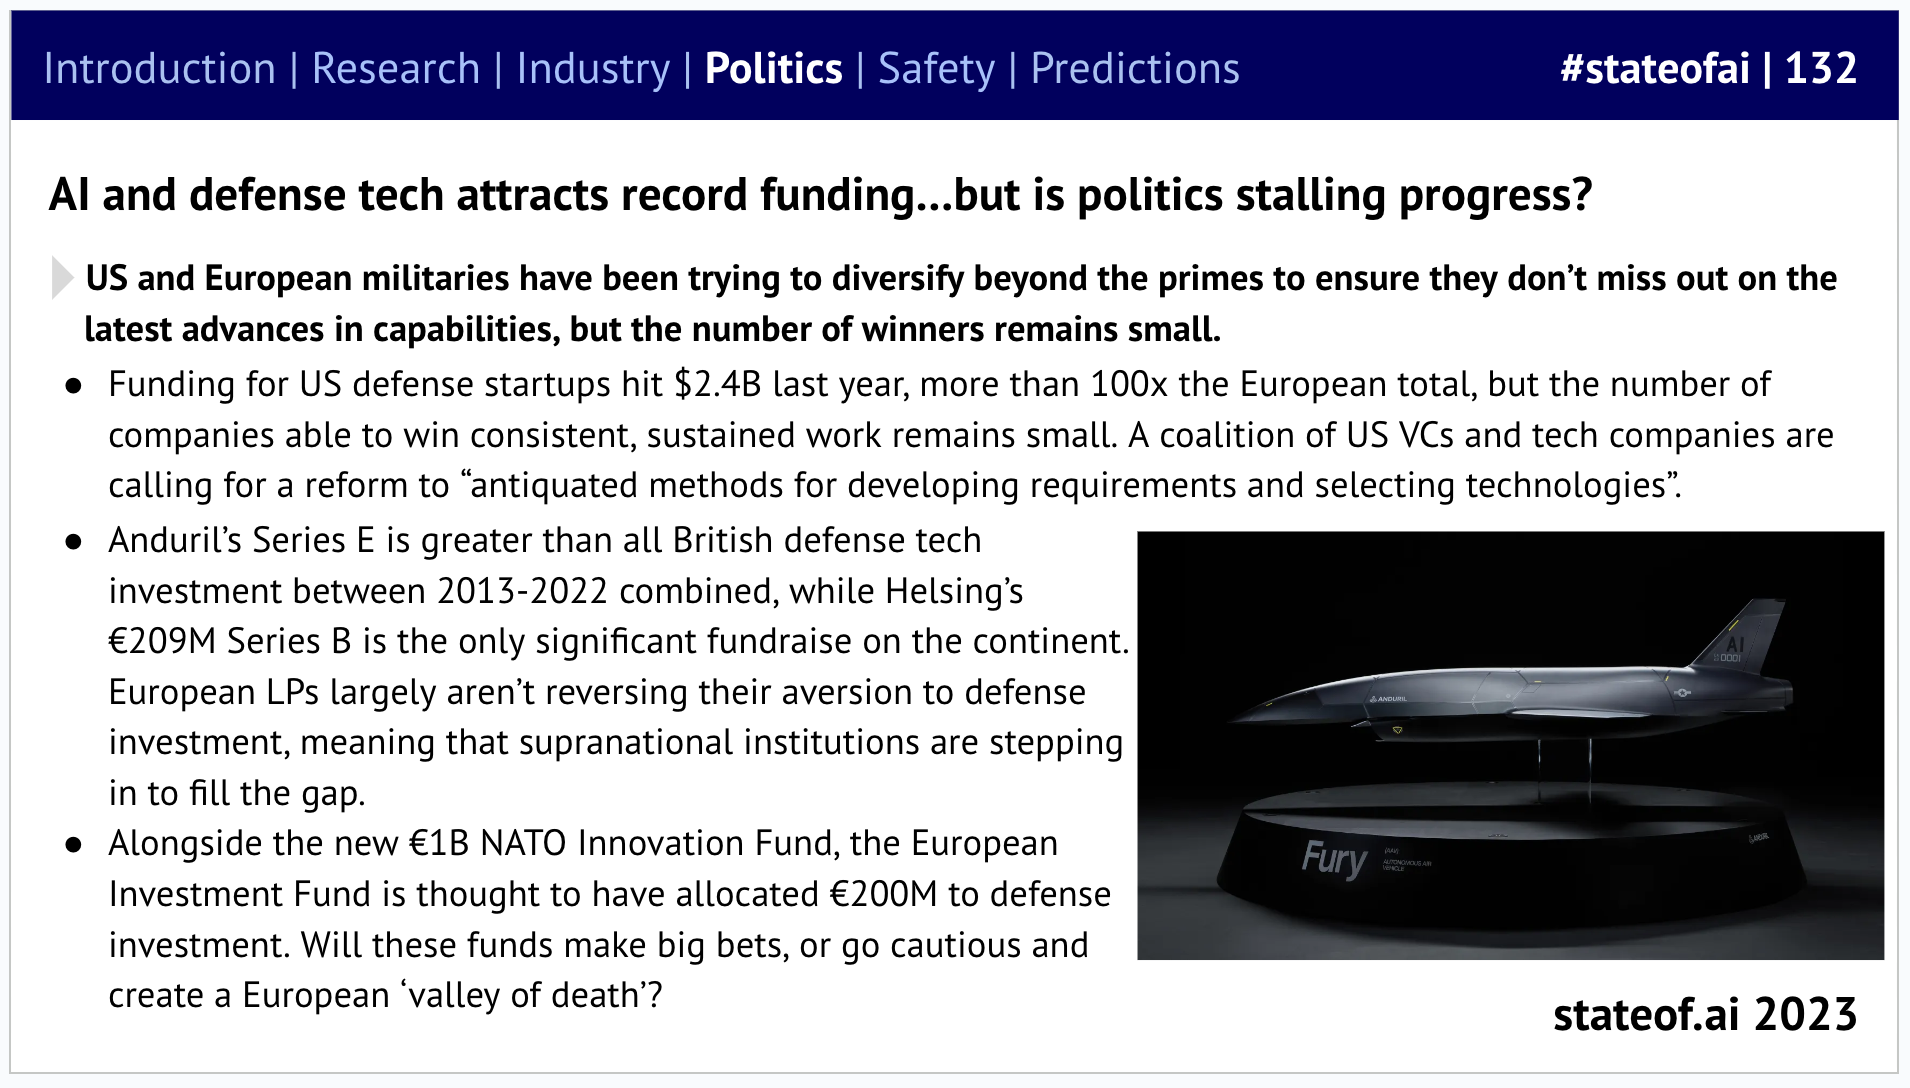 Introduction | Research | Industry | Politics | Safety | Predictions
#stateofai | 132
AI and defense tech attracts record funding...but is politics stalling progress?
US and European militaries have been trying to diversify beyond the primes to ensure they don’t miss out on the
latest advances in capabilities, but the number of winners remains small.
● Funding for US defense startups hit $2.4B last year, more than 100x the European total, but the number of
companies able to win consistent, sustained work remains small. A coalition of US VCs and tech companies are
calling for a reform to “antiquated methods for developing requirements and selecting technologies”.
● Anduril’s Series E is greater than all British defense tech
investment between 2013-2022 combined, while Helsing’s
€209M Series B is the only significant fundraise on the continent.
European LPs largely aren’t reversing their aversion to defense
investment, meaning that supranational institutions are stepping
in to fill the gap.
● Alongside the new €1B NATO Innovation Fund, the European
Investment Fund is thought to have allocated €200M to defense
investment. Will these funds make big bets, or go cautious and
create a European ‘valley of death’?
AI
0001
ANDURIL
Fury
AUTONOMOUS AIR
VEHICLE
ANDURIL
stateof.ai 2023